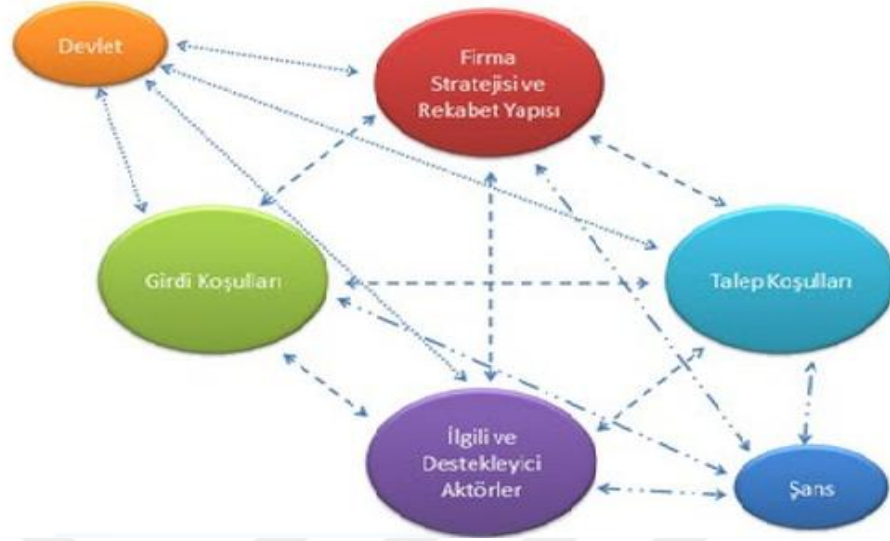 Devlet
Firma
Stratejisi ve
Rekabet Yapısı
Girdi Koşulları
Talep Koşulları
İlgili ve
Destekleyici
Aktörler
Şans